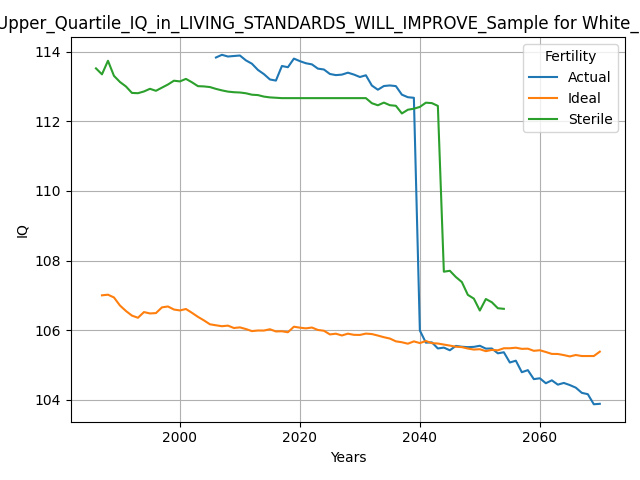 Upper_Quartile_IQ_in_LIVING_STANDARDS_WILL_IMPROVE_Sample for White_
Fertility
Actual
Ideal
Sterile
114
112
110
108
106
104
IQ
2000
2020
2040
2060
Years